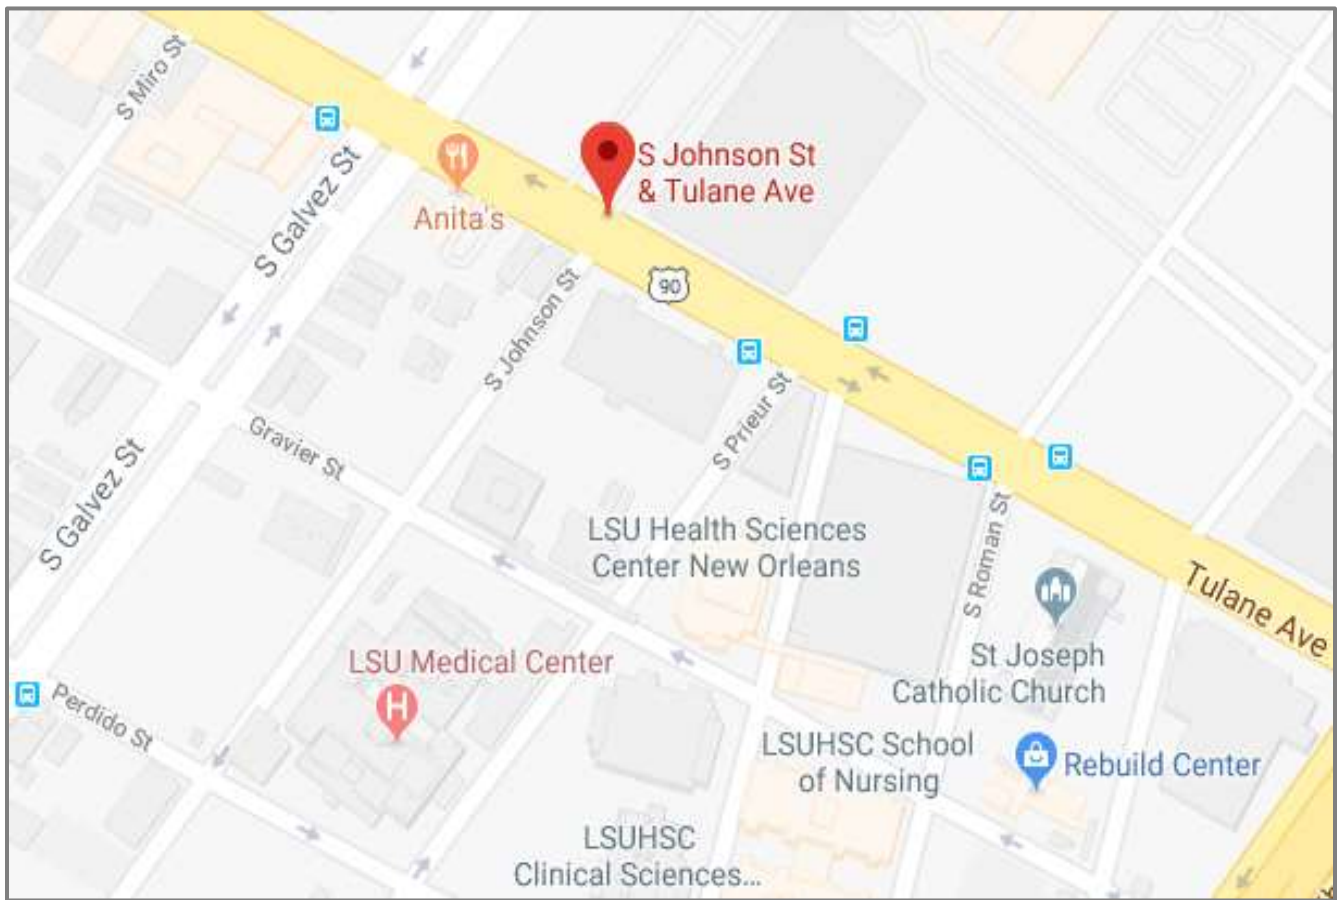 S Miro St
S Galvez St
Anita's
S Johnson St
& Tulane Ave
90
S Johnson St
S Prieur St
Gravier St
S Galvez St
LSU Health Sciences
Center New Orleans
S Roman St
Tulane Ave
LSU Medical Center
H
St Joseph
Catholic Church
Perdido St
LSUHSC School
of Nursing
Rebuild Center
LSUHSC
Clinical Sciences...